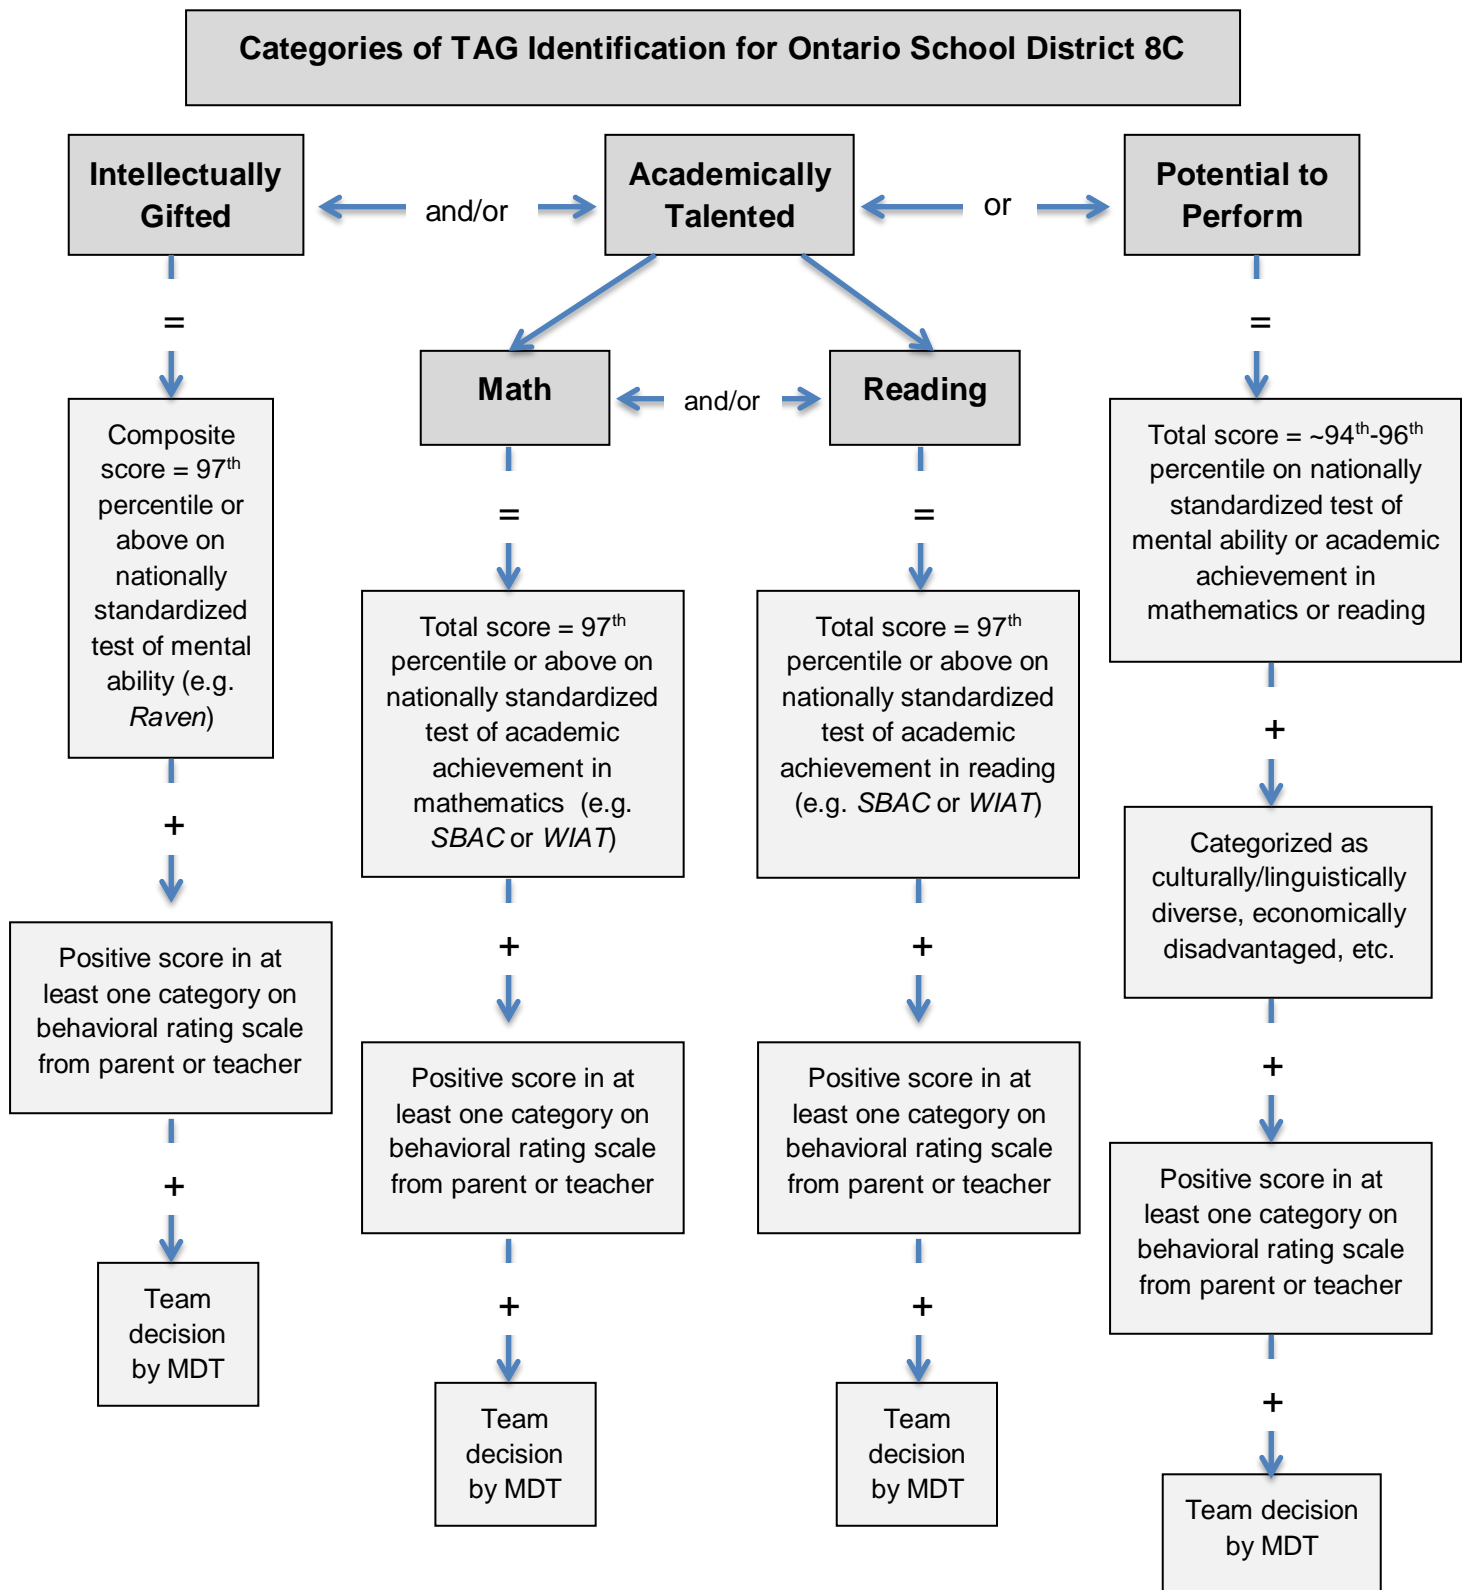 Categories of TAG Identification for Ontario School District 8C
Intellectually
Gifted
and/or
Academically
Talented
or
Potential to
Perform
=
Composite
score = 97th
percentile or
above on
nationally
standardized
test of mental
ability (e.g.
Raven)
+
Positive score in at
least one category on
behavioral rating scale
from parent or teacher
+
Team
decision
by MDT
Math
and/or
Reading
=
Total score = 97th
percentile or above on
nationally standardized
test of academic
achievement in
mathematics (e.g.
SBAC or WIAT)
+
Positive score in at
least one category on
behavioral rating scale
from parent or teacher
+
Team
decision
by MDT
=
Total score = 97th
percentile or above on
nationally standardized
test of academic
achievement in reading
(e.g. SBAC or WIAT)
+
Positive score in at
least one category on
behavioral rating scale
from parent or teacher
+
Team
decision
by MDT
=
Total score = ~94th-96th
percentile on nationally
standardized test of
mental ability or academic
achievement in
mathematics or reading
+
Categorized as
culturally/linguistically
diverse, economically
disadvantaged, etc.
+
Positive score in at
least one category on
behavioral rating scale
from parent or teacher
+
Team decision
by MDT